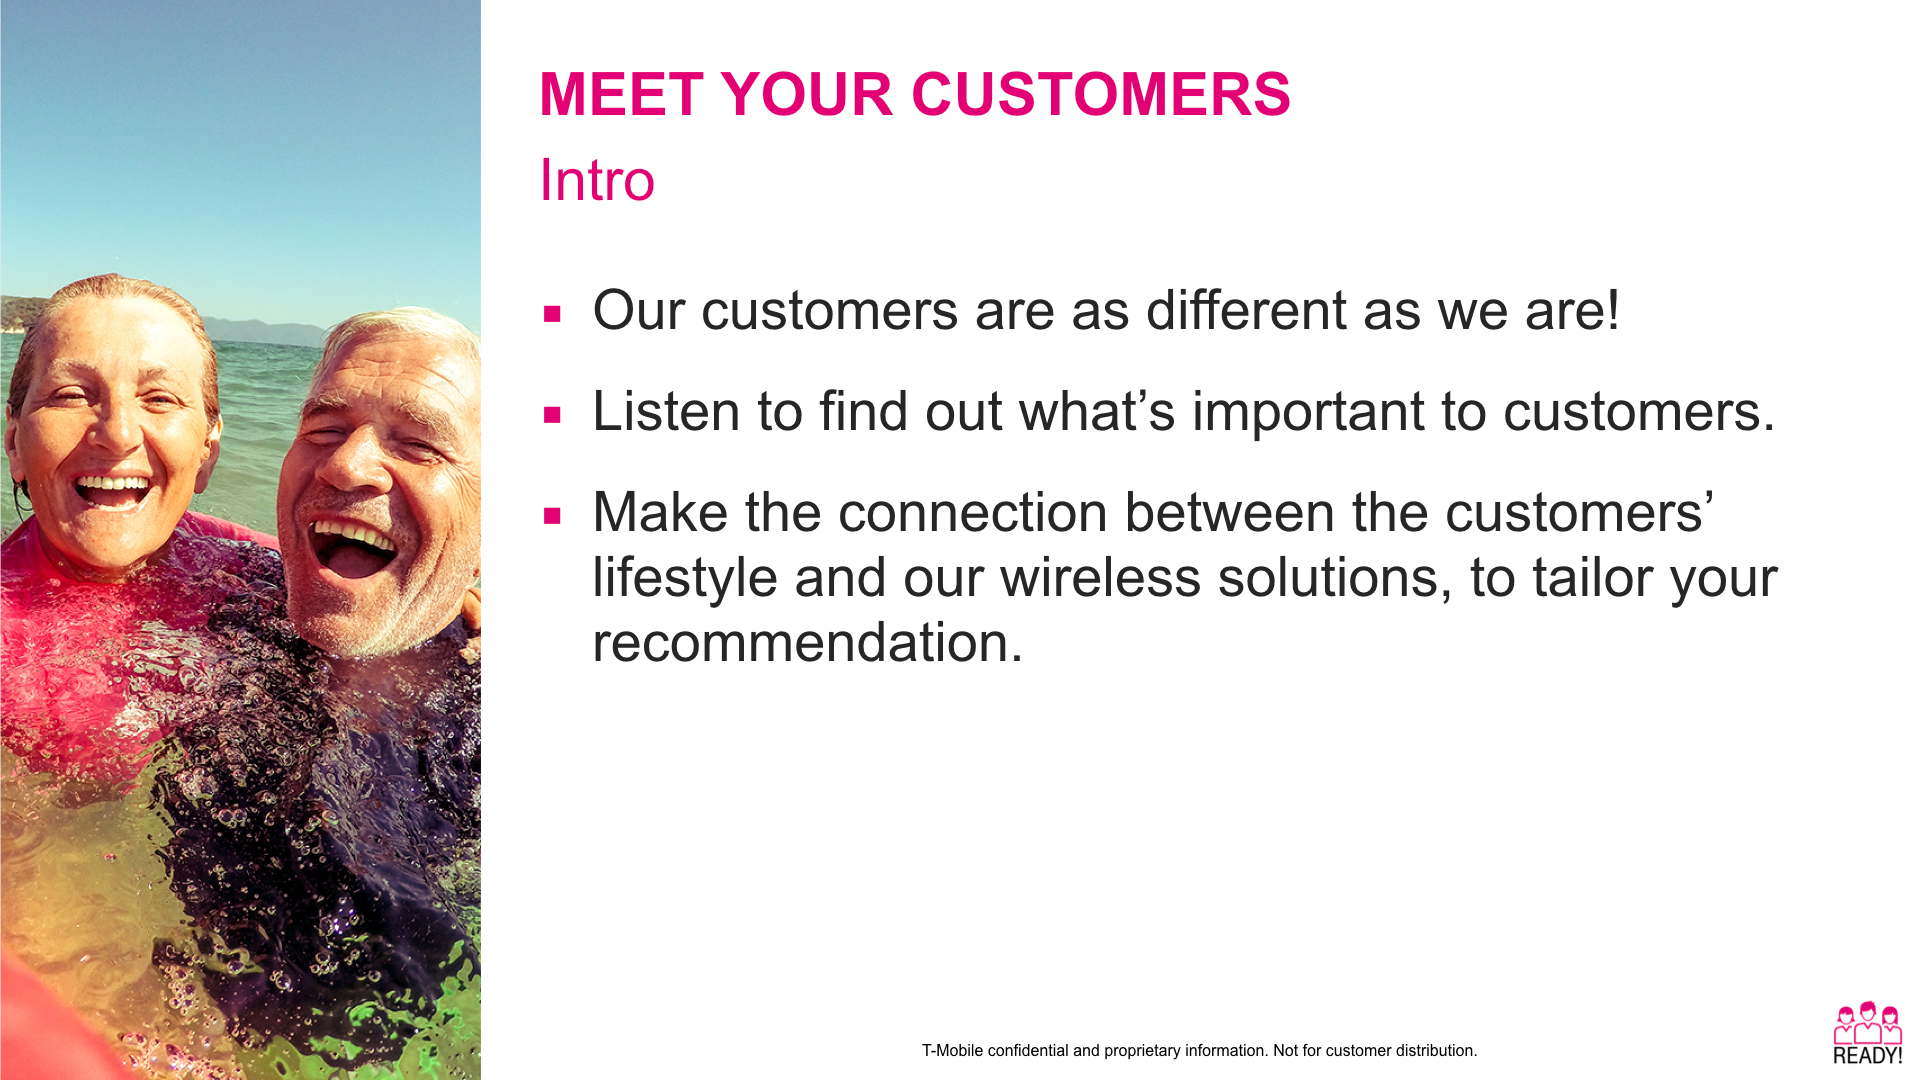 MEET YOUR CUSTOMERS
Intro
Our customers are as different as we are!
Listen to find out what’s important to customers.
Make the connection between the customers’
lifestyle and our wireless solutions, to tailor your
recommendation.
T-Mobile confidential and proprietary information. Not for customer distribution.
READY!